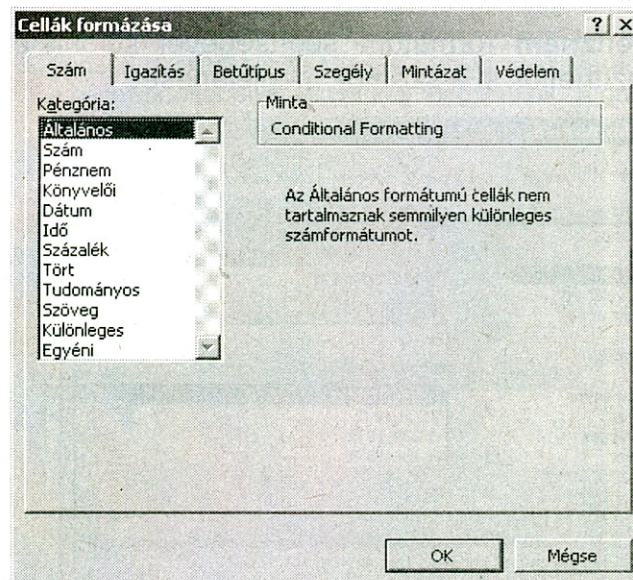 Cellák formázása
Szám Igazítás Betűtípus Szegély Mintázat Védelem
Kategória:
Általános
Szám
Pénznem
Könyvelői
Dátum
Idő
Százalék
Tört
Tudományos
Szöveg
Különleges
Egyéni
Minta
Conditional Formatting
Az Általános formátumú cellák nem
tartalmaznak semmilyen különleges
számformátumot.
OK Mégse